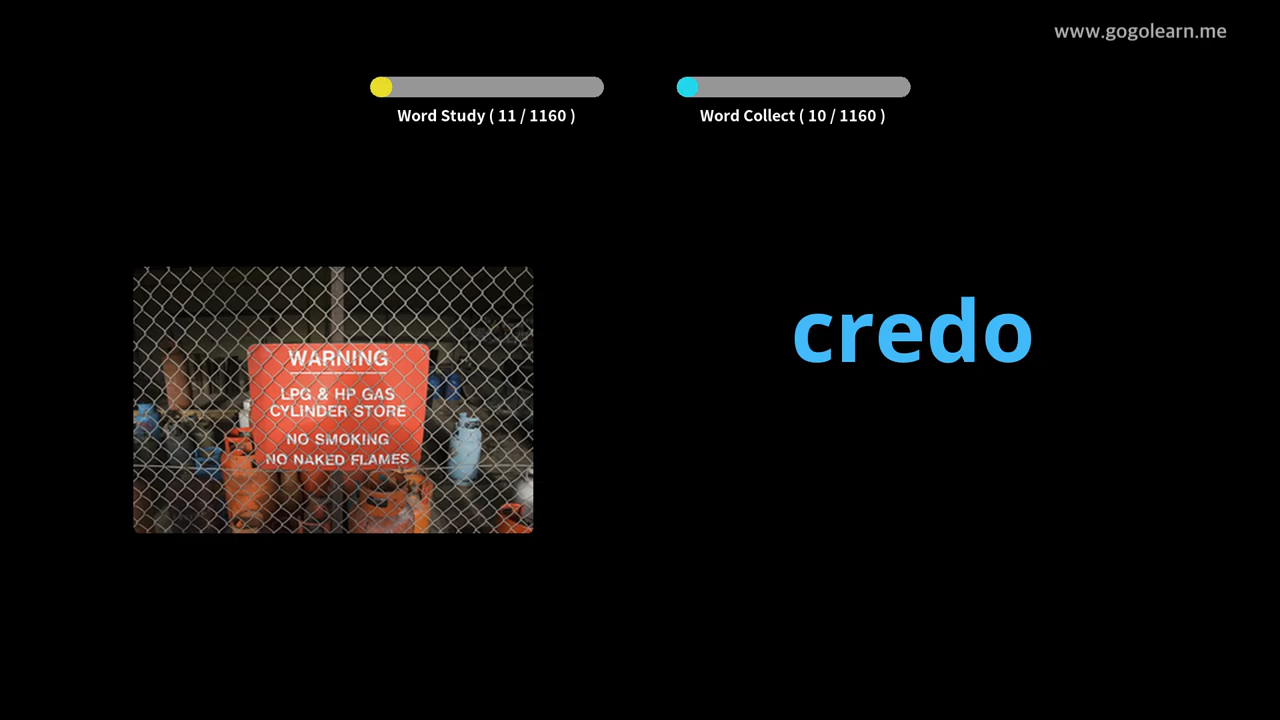 www.gogolearn.me
Word Study ( 11 / 1160 )
Word Collect ( 10 / 1160 )
credo
WARNING
LPG & HP GAS
CYLINDER STORE
NO SMOKING
NO NAKED FLAMES